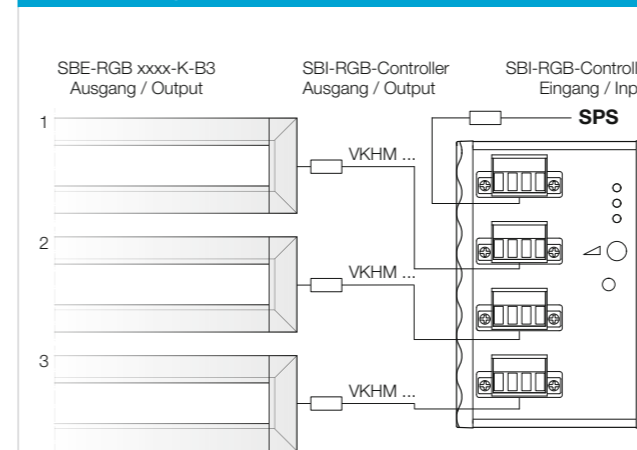 SBE-RGB xxxx-K-B3
Ausgang / Output
SBI-RGB-Controller
Ausgang / Output
SBI-RGB-Controll
Eingang / Inp
SPS
1
VKHM ...
2
VKHM ...
3
VKHM ...